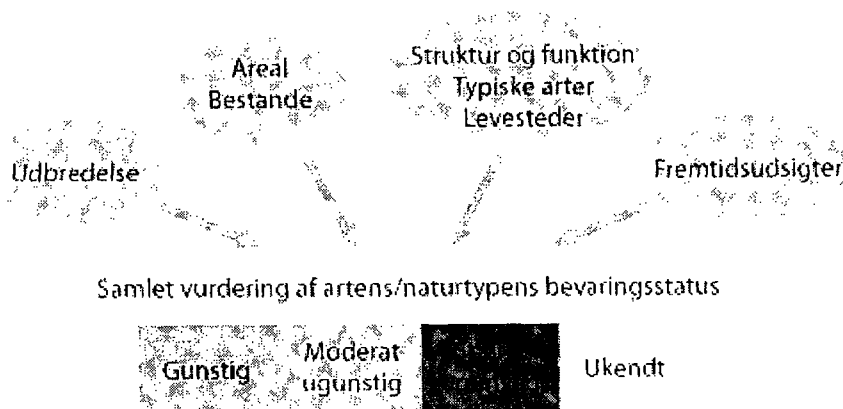 Areal
Bestande
Struktur og funktion
Typiske arter
Levesteder
Udbredelse
Fremtidsudsigter
Samlet vurdering af artens/naturtypens bevaringsstatus
Gunstig
Moderat
ugunstig
Ukendt